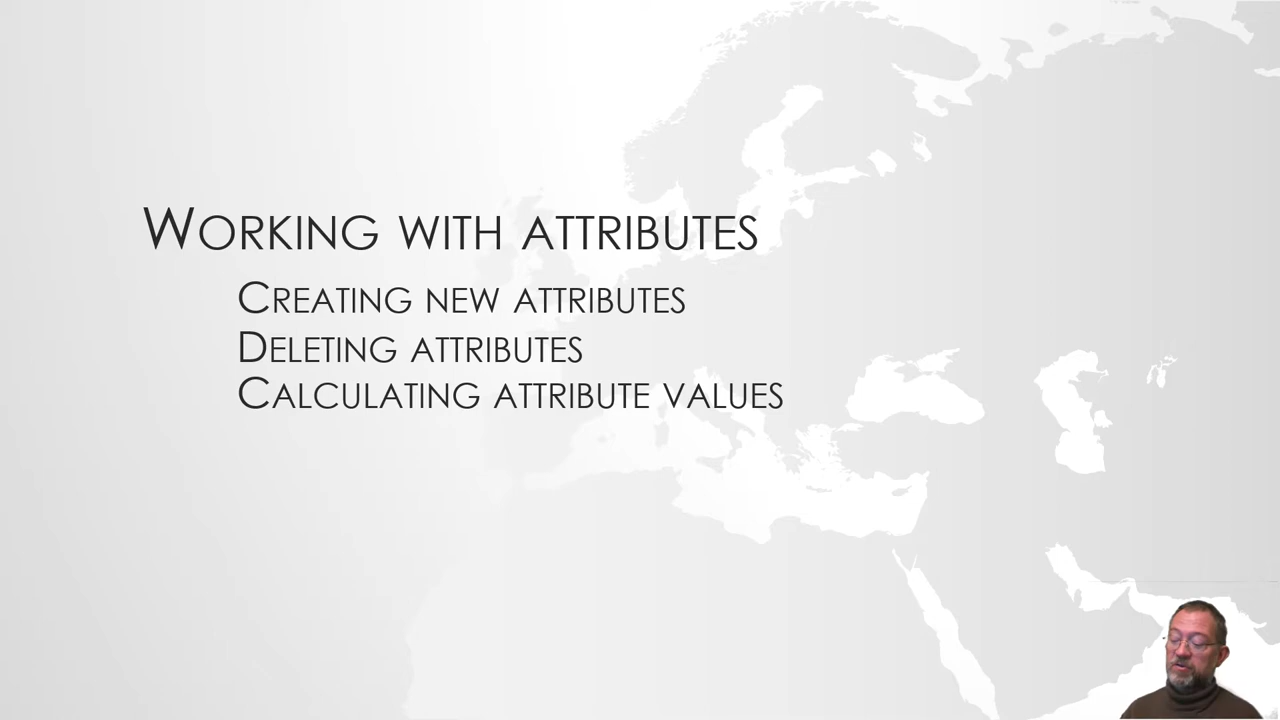 Working with attributes
Creating new attributes
Deleting attributes
Calculating attribute values